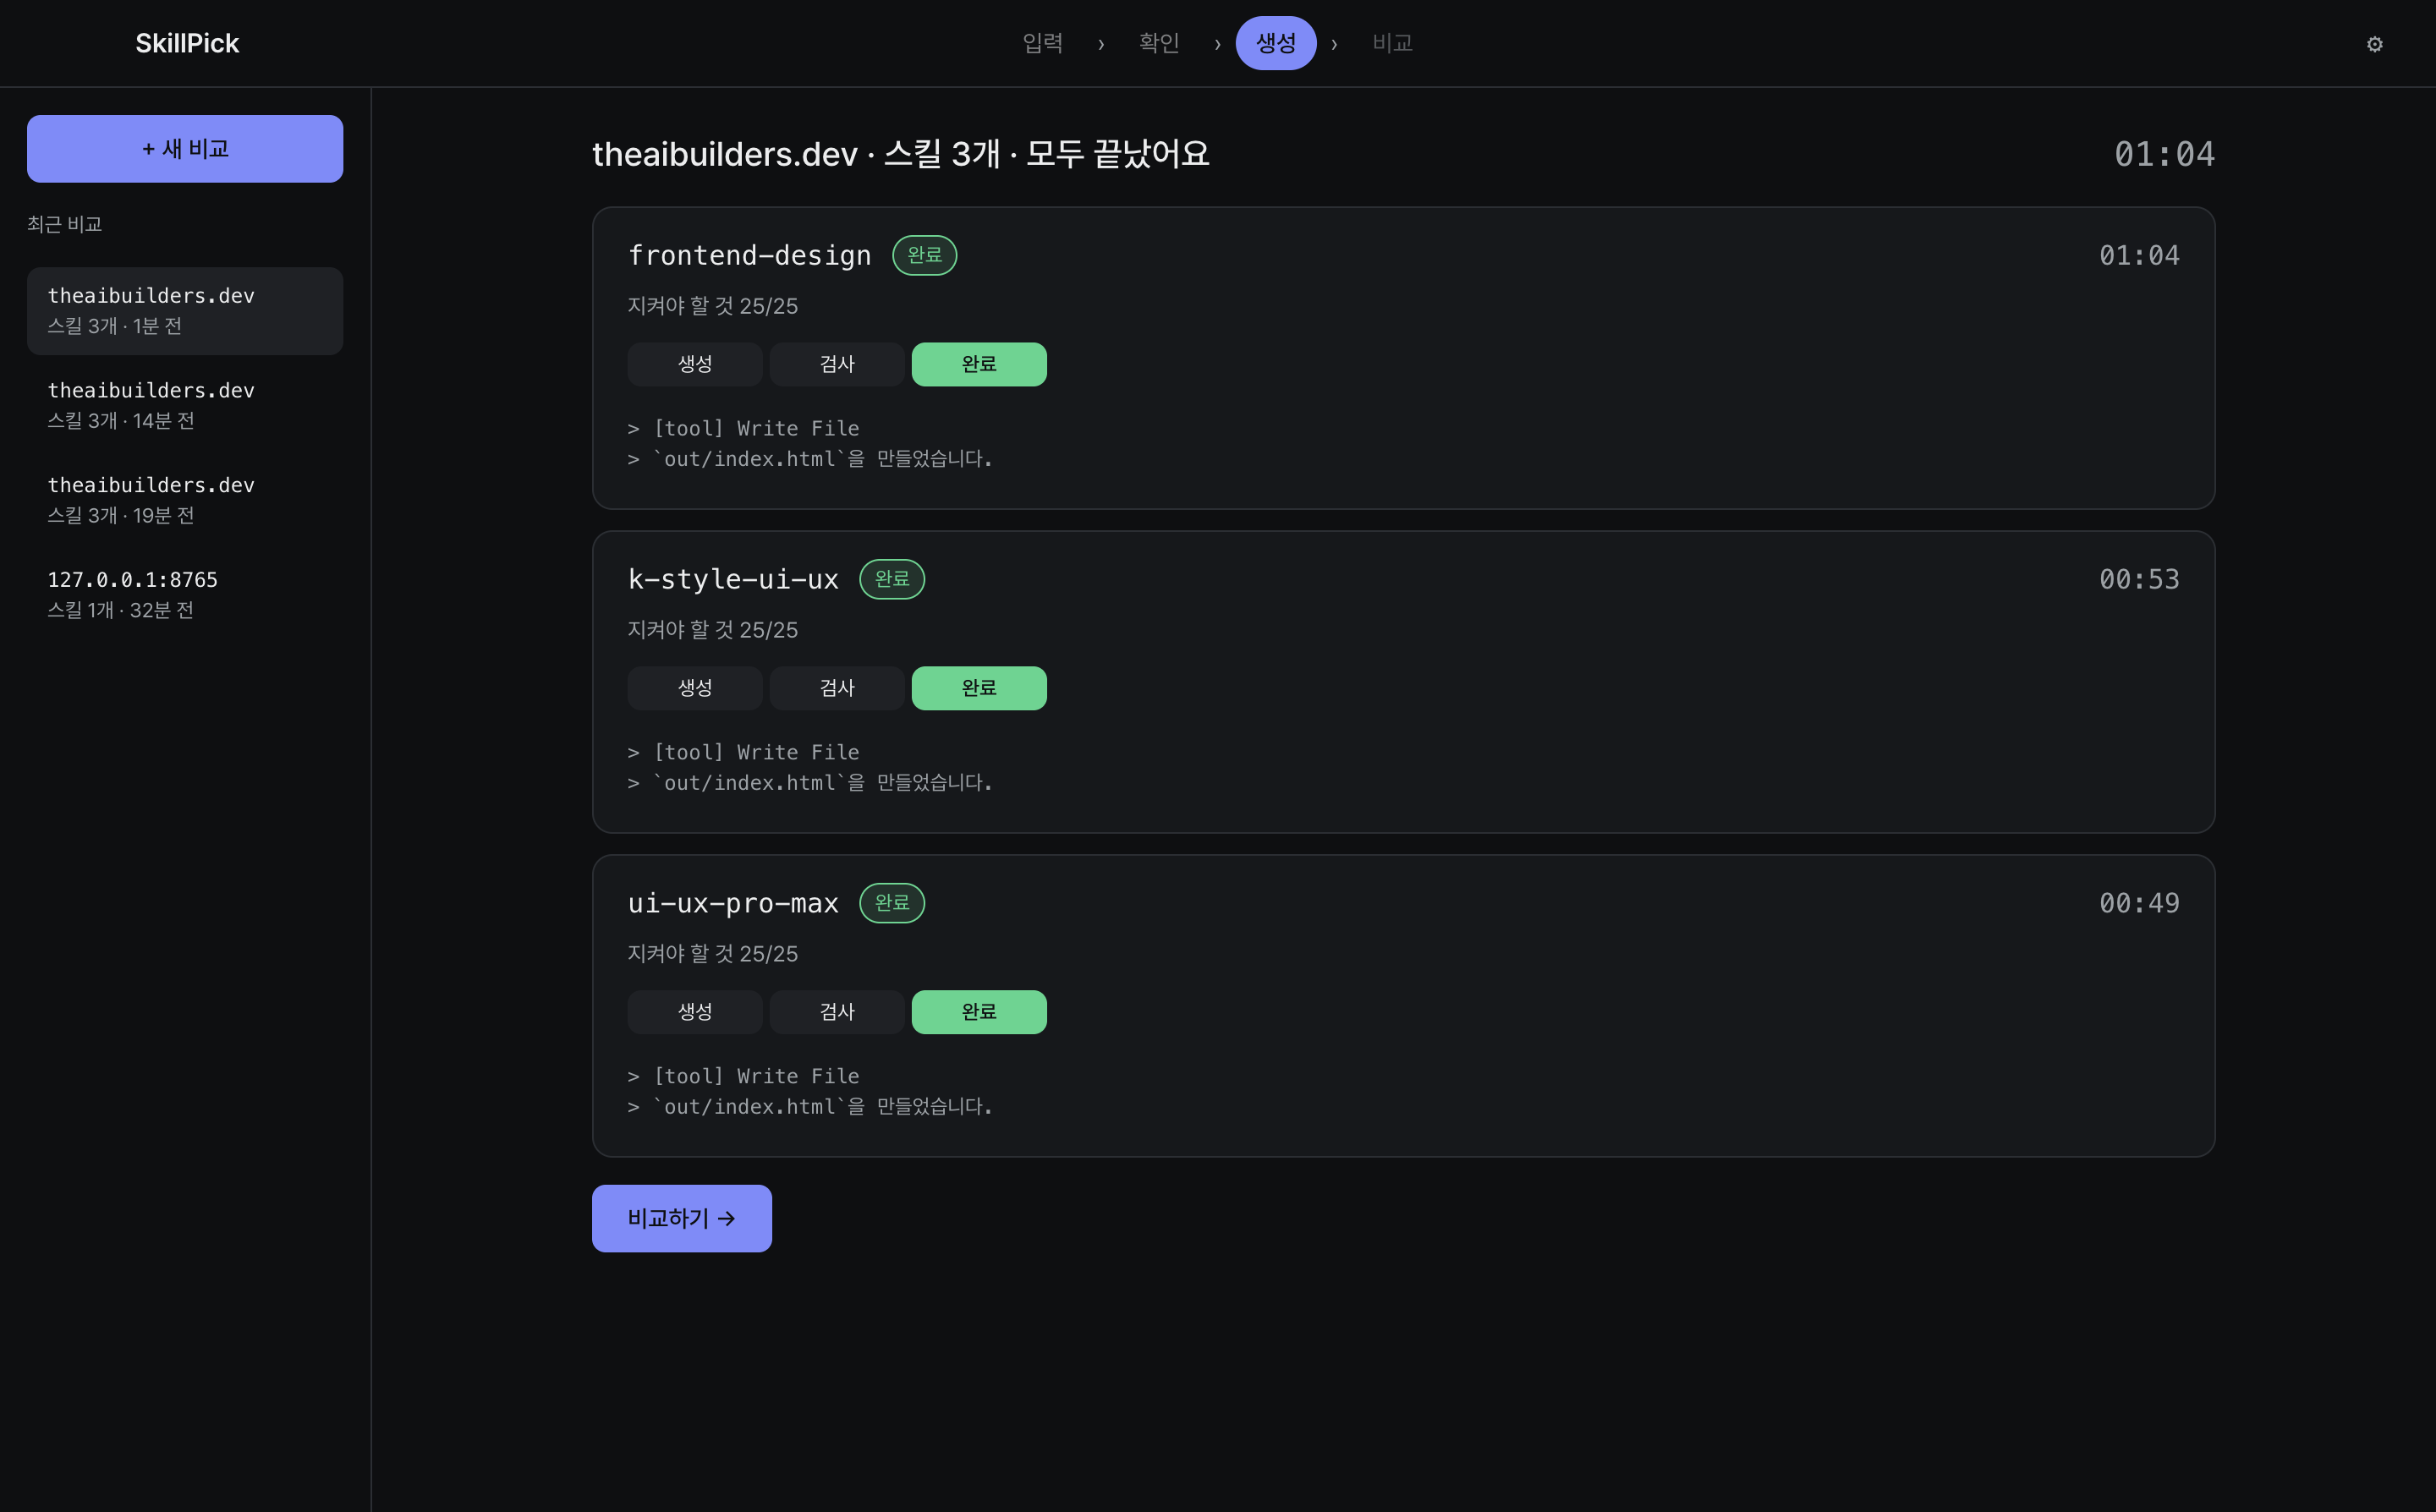 SkillPick
입력 › 확인 › 생성 › 비교
⚙
+ 새 비교
최근 비교
theaibuilders.dev
스킬 3개 · 1분 전
theaibuilders.dev
스킬 3개 · 14분 전
theaibuilders.dev
스킬 3개 · 19분 전
127.0.0.1:8765
스킬 1개 · 32분 전
theaibuilders.dev · 스킬 3개 · 모두 끝났어요 01:04
frontend-design 완료 01:04
지켜야 할 것 25/25
생성 검사 완료
> [tool] Write File
> `out/index.html`을 만들었습니다.
k-style-ui-ux 완료 00:53
지켜야 할 것 25/25
생성 검사 완료
> [tool] Write File
> `out/index.html`을 만들었습니다.
ui-ux-pro-max 완료 00:49
지켜야 할 것 25/25
생성 검사 완료
> [tool] Write File
> `out/index.html`을 만들었습니다.
비교하기 →